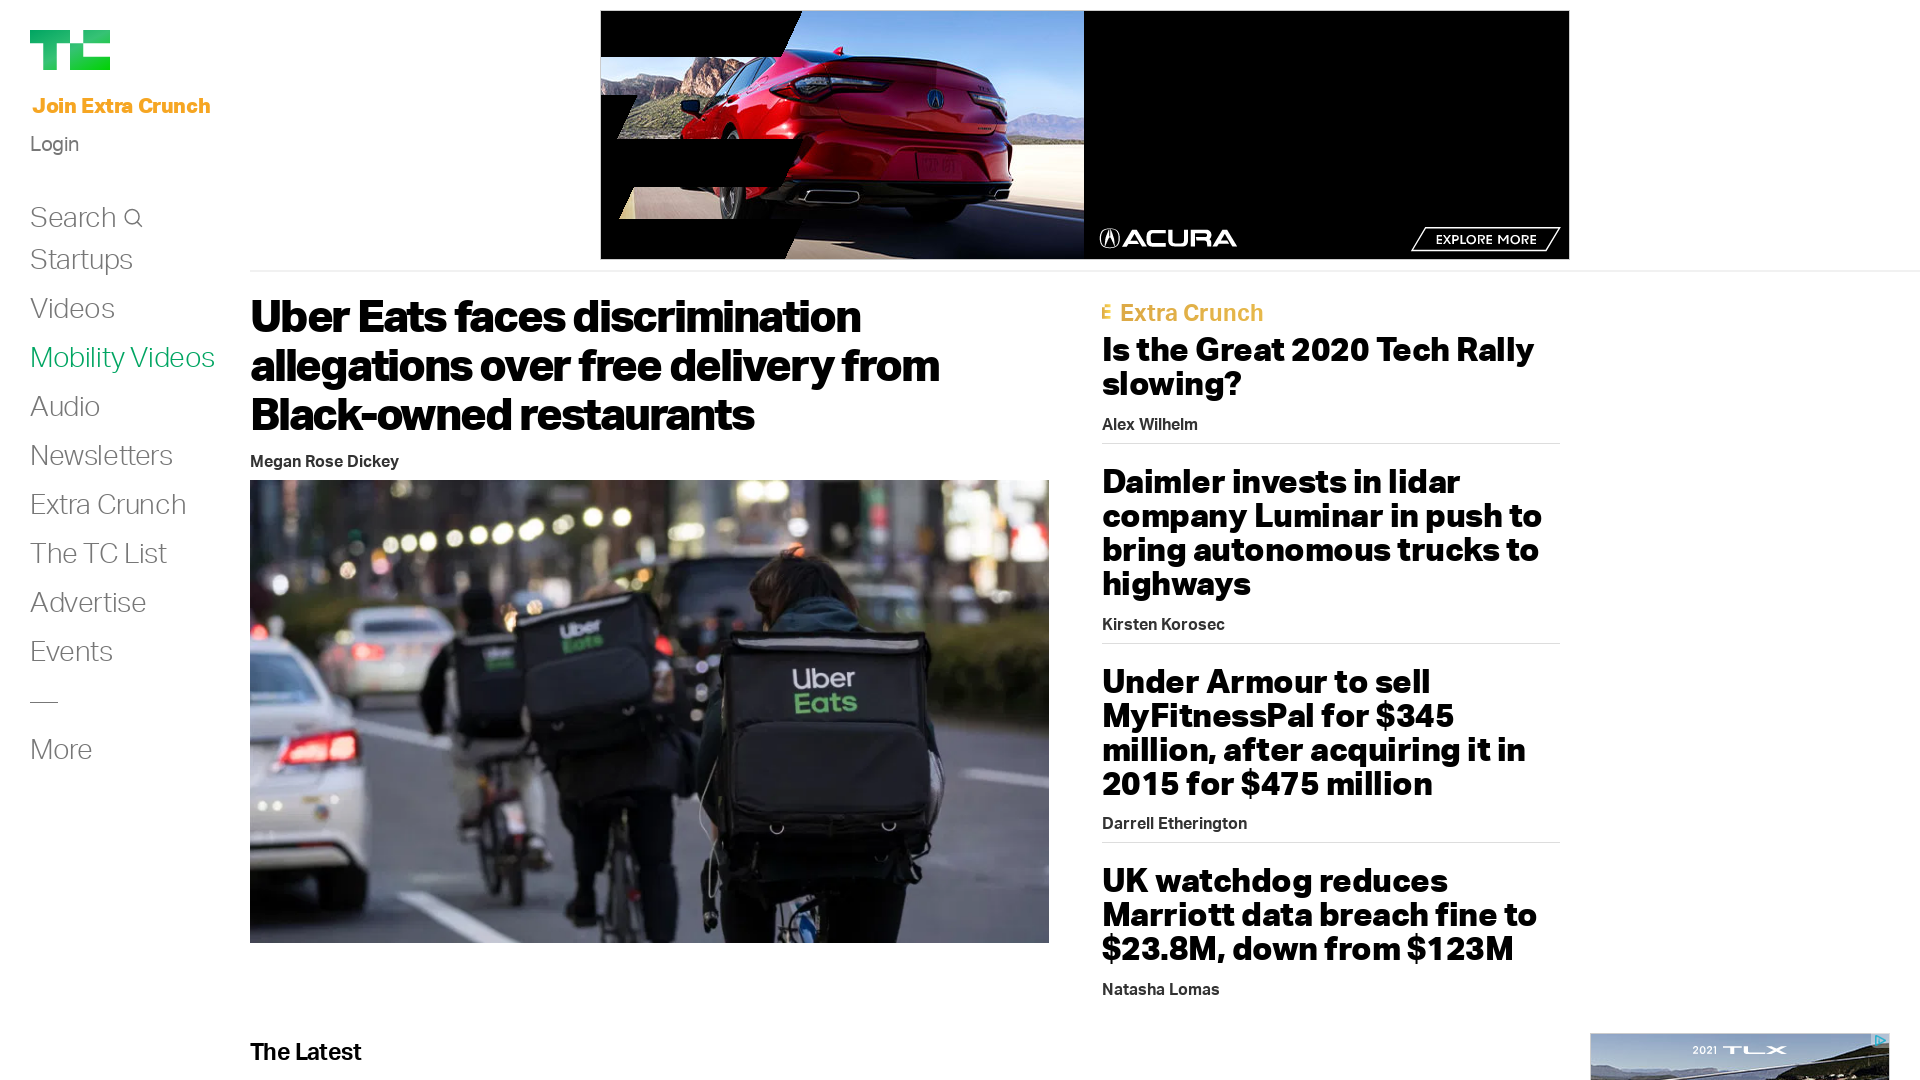 TC
Join Extra Crunch
Login
Search
Startups
Videos
Mobility Videos
Audio
Newsletters
Extra Crunch
The TC List
Advertise
Events
More
ACURA
EXPLORE MORE
Uber Eats faces discrimination
allegations over free delivery from
Black-owned restaurants
Megan Rose Dickey
Uber
Eats
Uber
Eats
Uber
Eats
Extra Crunch
Is the Great 2020 Tech Rally
slowing?
Alex Wilhelm
Daimler invests in lidar
company Luminar in push to
bring autonomous trucks to
highways
Kirsten Korosec
Under Armour to sell
MyFitnessPal for $345
million, after acquiring it in
2015 for $475 million
Darrell Etherington
UK watchdog reduces
Marriott data breach fine to
$23.8M, down from $123M
Natasha Lomas
The Latest
2021 TLX